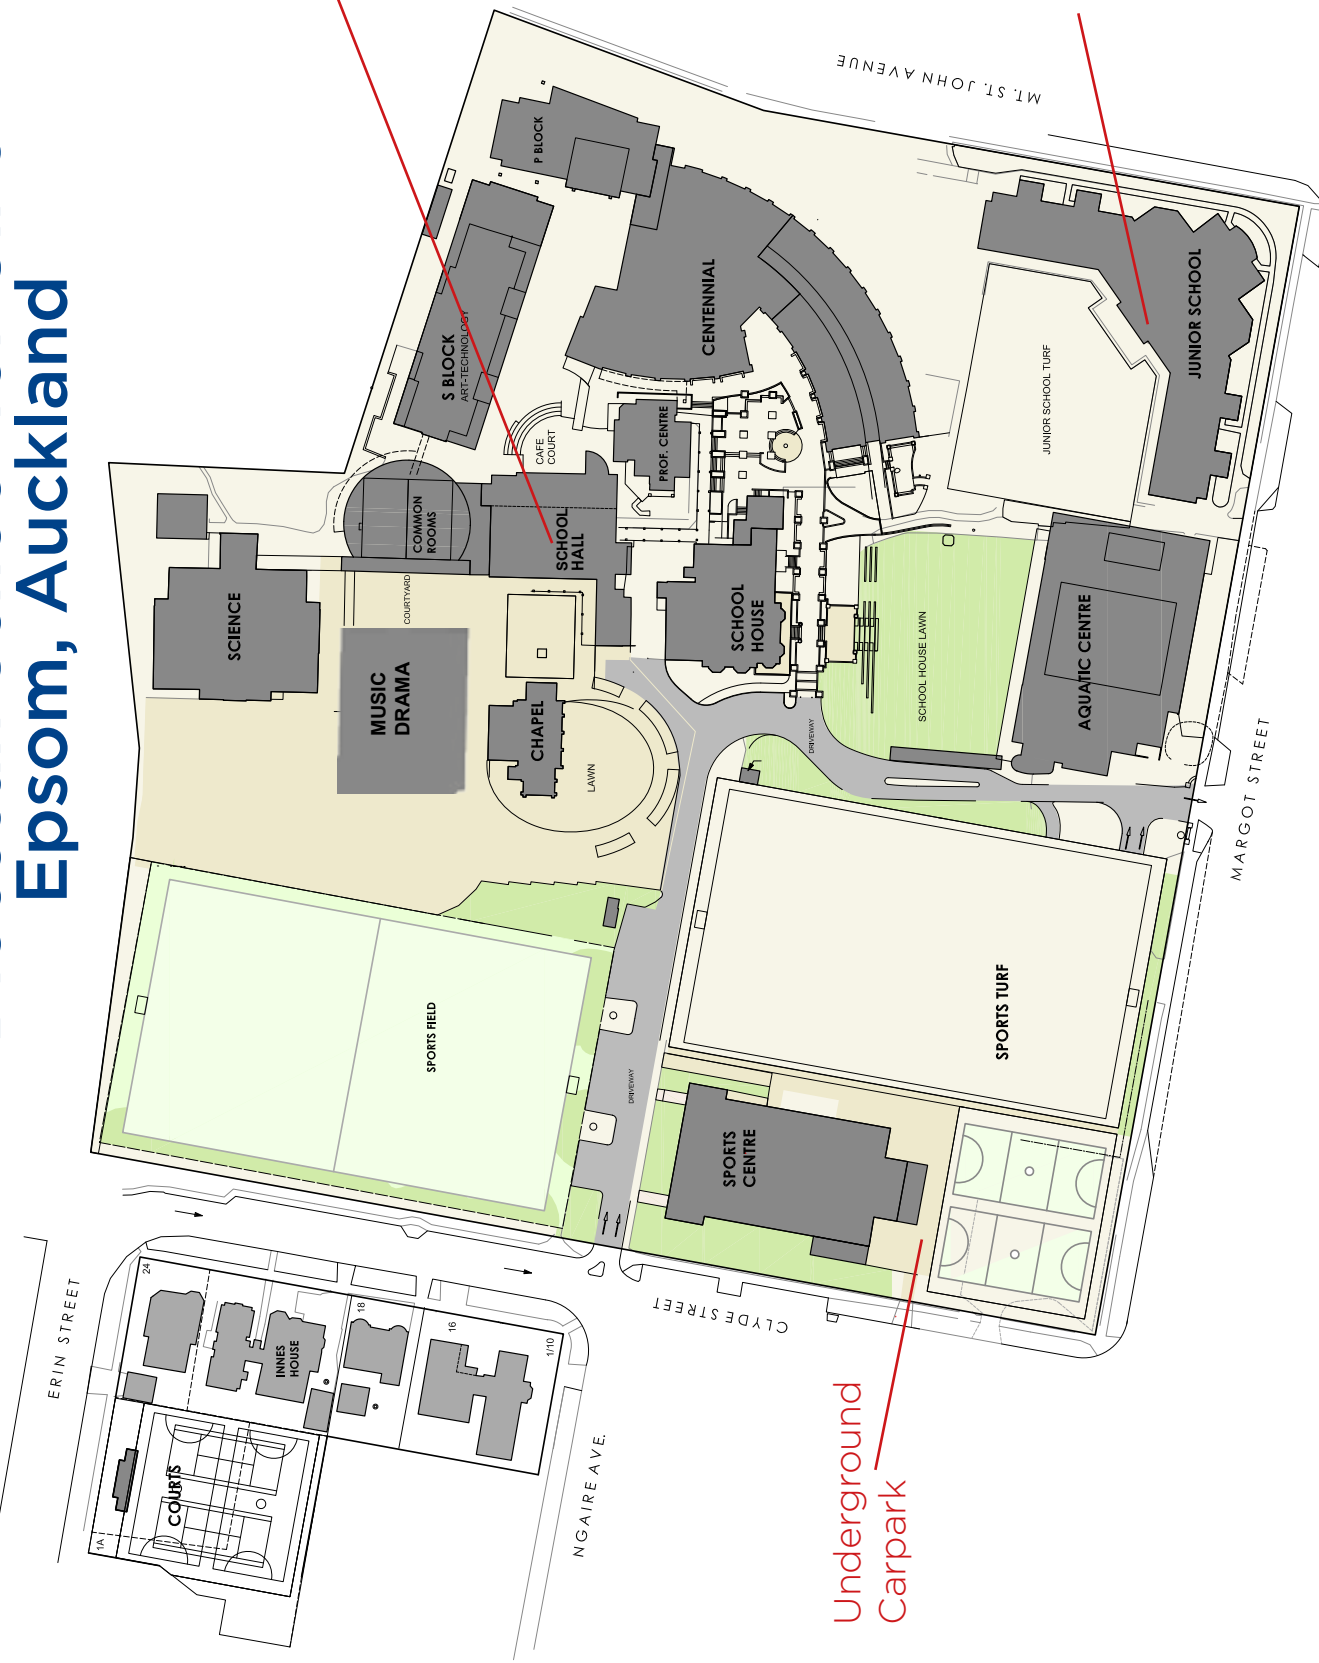 Epsom, Auckland
MT. ST. JOHN AVENUE
P BLOCK
S BLOCK
ART-TECHNOLOGY
CENTENNIAL
JUNIOR SCHOOL
JUNIOR SCHOOL TURF
CAFE
COURT
PROF. CENTRE
COMMON
ROOMS
SCHOOL
HALL
SCIENCE
COURTYARD
SCHOOL
HOUSE
SCHOOL HOUSE LAWN
AQUATIC CENTRE
MUSIC
DRAMA
CHAPEL
LAWN
DRIVEWAY
MARGOT STREET
SPORTS FIELD
SPORTS TURF
DRIVEWAY
SPORTS
CENTRE
CLYDE STREET
ERIN STREET
24
INNES
HOUSE
18
16
1/10
COURTS
1A
NGAIRE AVE.
Underground
Carpark